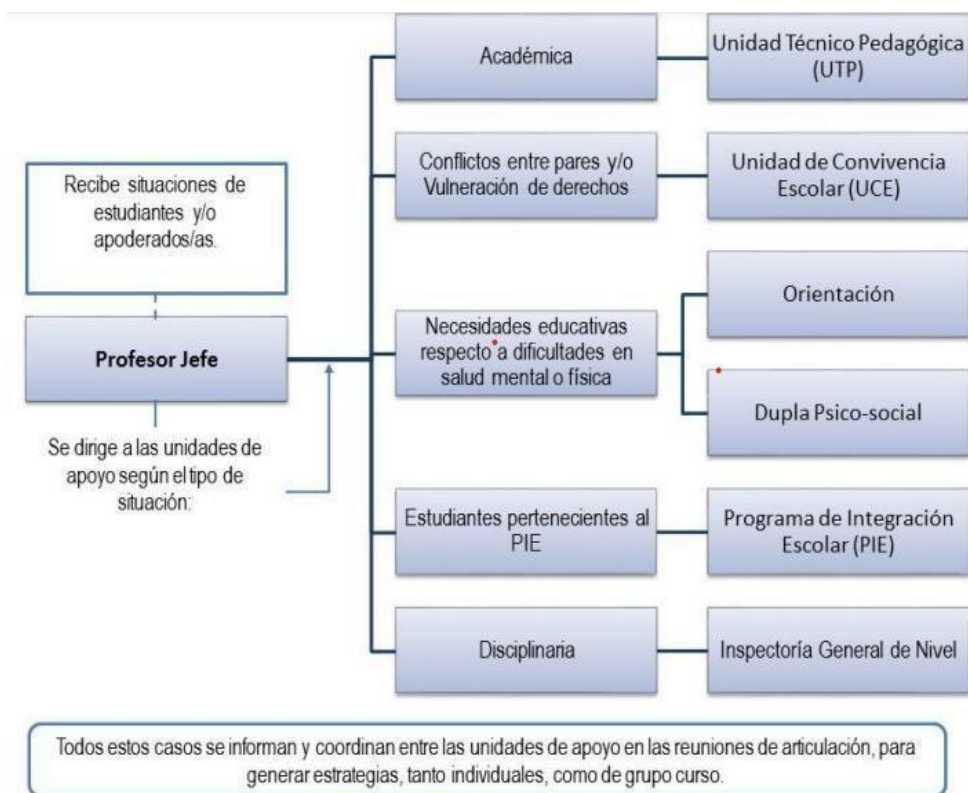 Académica
Unidad Técnico Pedagógica
(UTP)
Recibe situaciones de
estudiantes y/o
apoderados/as.
Conflictos entre pares y/o
Vulneración de derechos
Unidad de Convivencia
Escolar (UCE)
Profesor Jefe
Necesidades educativas
respecto a dificultades en
salud mental o física
Orientación
Dupla Psico-social
Se dirige a las unidades de
apoyo según el tipo de
situación:
Estudiantes pertenecientes al
PIE
Programa de Integración
Escolar (PIE)
Disciplinaria
Inspectoría General de Nivel
Todos estos casos se informan y coordinan entre las unidades de apoyo en las reuniones de articulación, para
generar estrategias, tanto individuales, como de grupo curso.